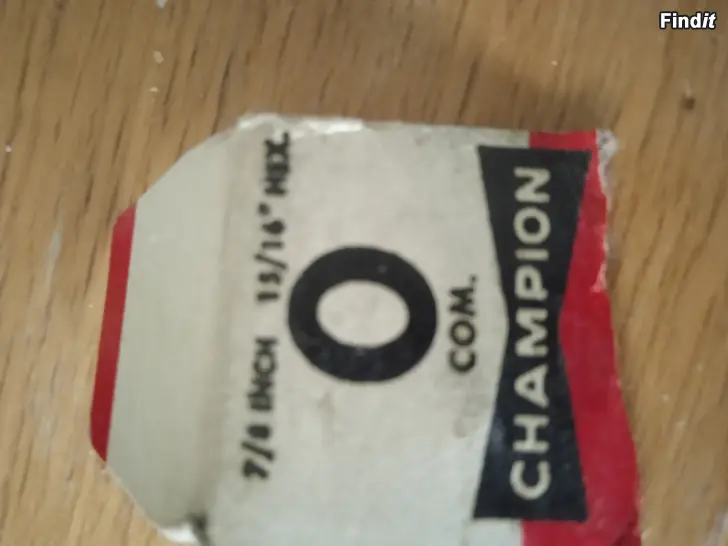 Findit
CHAMPION
COM.
O
7/8 INCH 15/16" HEX.